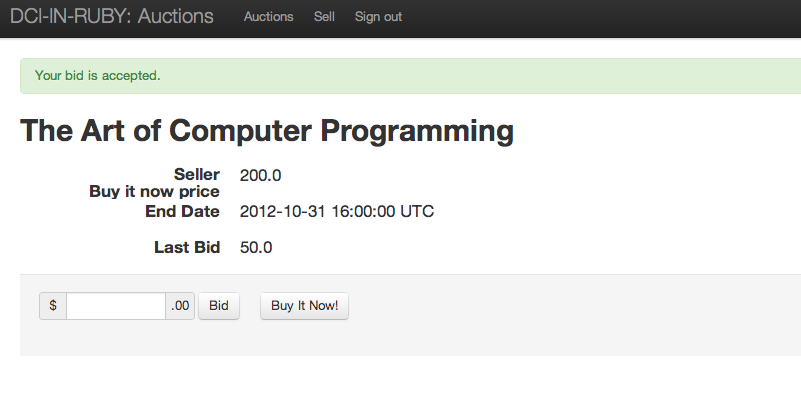 DCI-IN-RUBY: Auctions Auctions Sell Sign out
Your bid is accepted.
The Art of Computer Programming
Seller 200.0
Buy it now price
End Date 2012-10-31 16:00:00 UTC
Last Bid 50.0
$ .00 Bid Buy It Now!